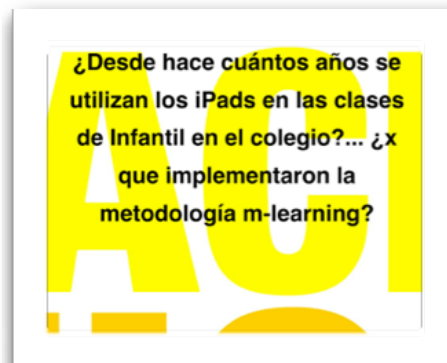 ¿Desde hace cuántos años se
utilizan los iPads en las clases
de Infantil en el colegio?... ¿x
que implementaron la
metodología m-learning?
ACI